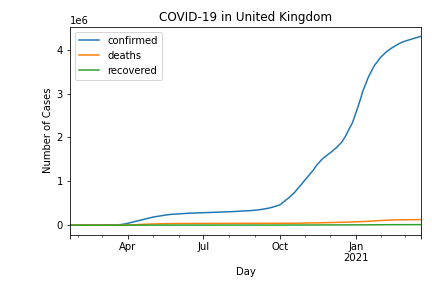 COVID-19 in United Kingdom
1e6
confirmed
deaths
recovered
Number of Cases
4
3
2
1
0
Apr
Jul
Oct
Jan
2021
Day